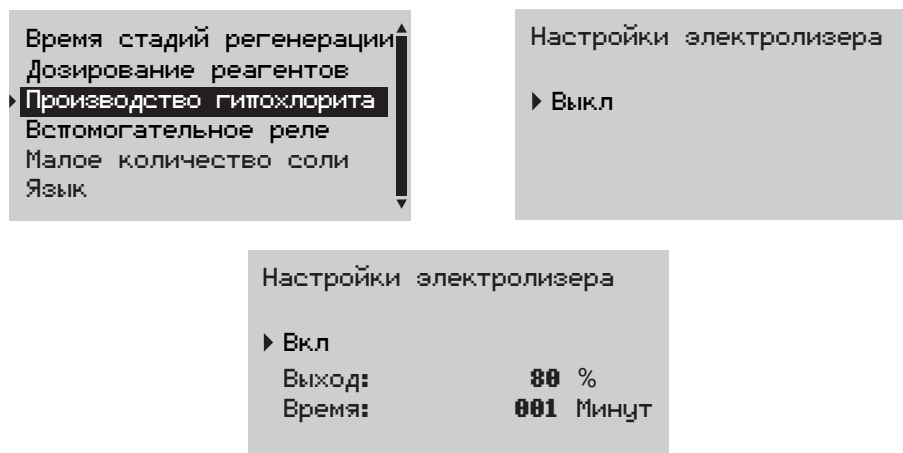 Время стадий регенерации
Дозирование реагентов
Производство гипохлорита
Вспомогательное реле
Малое количество соли
Язык
Настройки электролизера
Выкл
Настройки электролизера
Вкл
Выход: 80 %
Время: 001 Минут